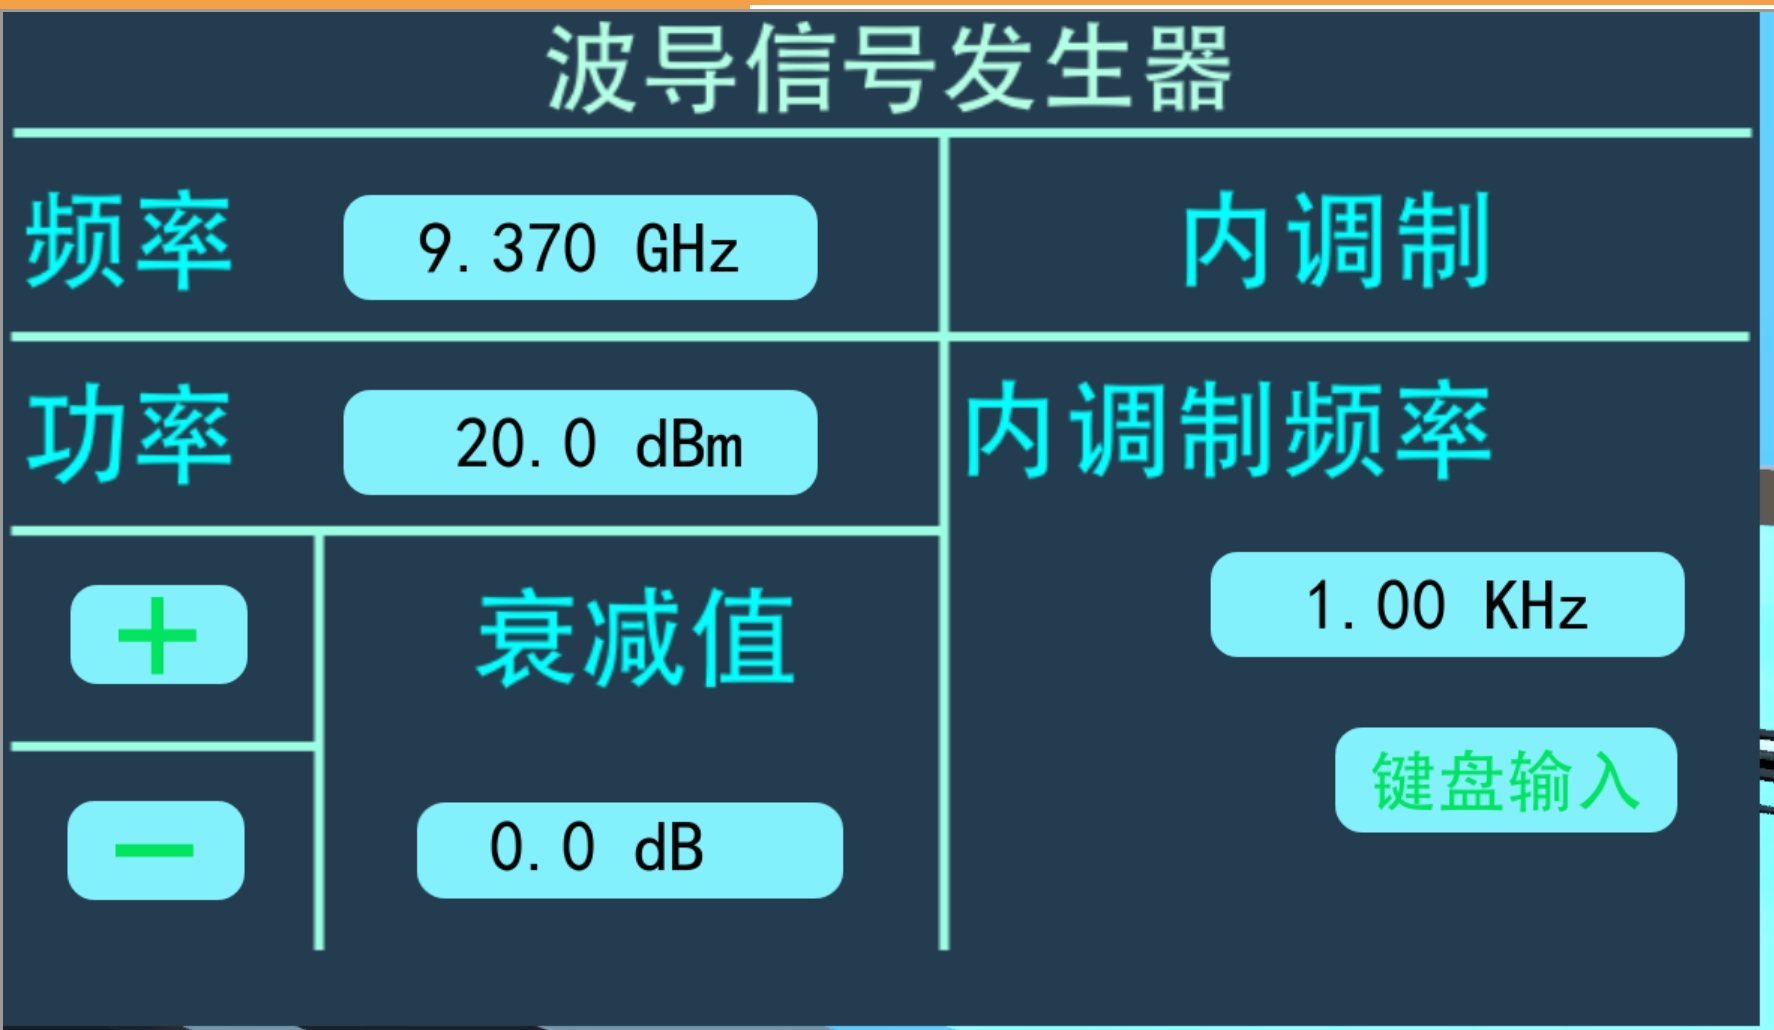 波导信号发生器
频率 9.370 GHz
内调制
功率 20.0 dBm
内调制频率
1.00 KHz
键盘输入
+
衰减值
−
0.0 dB